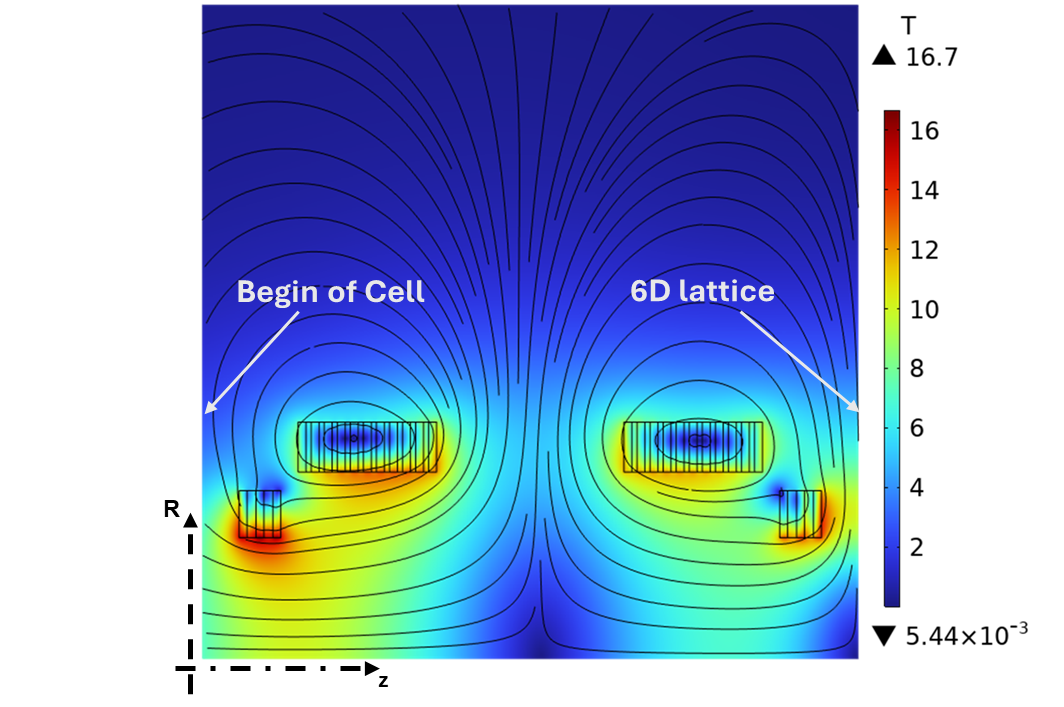 T
▲ 16.7
16
14
12
10
8
6
4
2
▼ 5.44×10⁻³
Begin of Cell
6D lattice
R
z